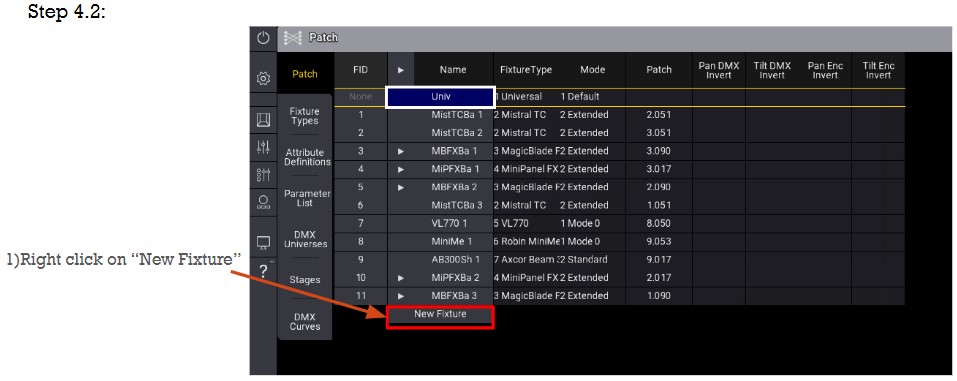 Step 4.2:
Patch
Patch FID Name FixtureType Mode Patch Pan DMX Invert Tilt DMX Invert Pan Enc Invert Tilt Enc Invert
None Univ 1 Universal 1 Default
Fixture Types
1 MistTCBa 1 2 Mistral TC 2 Extended 2.051
2 MistTCBa 2 2 Mistral TC 2 Extended 3.051
Attribute Definitions
3 MBFXBa 1 3 MagicBlade F 2 Extended 3.090
4 MiPFXBa 1 4 MiniPanel FX 2 Extended 3.017
5 MBFXBa 2 3 MagicBlade F 2 Extended 2.090
Parameter List
6 MistTCBa 3 2 Mistral TC 2 Extended 1.051
7 VL770 1 5 VL770 1 Mode 0 8.050
DMX Universes
8 MiniMe 1 6 Robin MiniMe 1 Mode 0 9.053
9 AB300Sh 1 7 Axcor Beam 2 Standard 9.017
1)Right click on “New Fixture”
?
Stages
10 MiPFXBa 2 4 MiniPanel FX 2 Extended 2.017
11 MBFXBa 3 3 MagicBlade F 2 Extended 1.090
DMX Curves
New Fixture